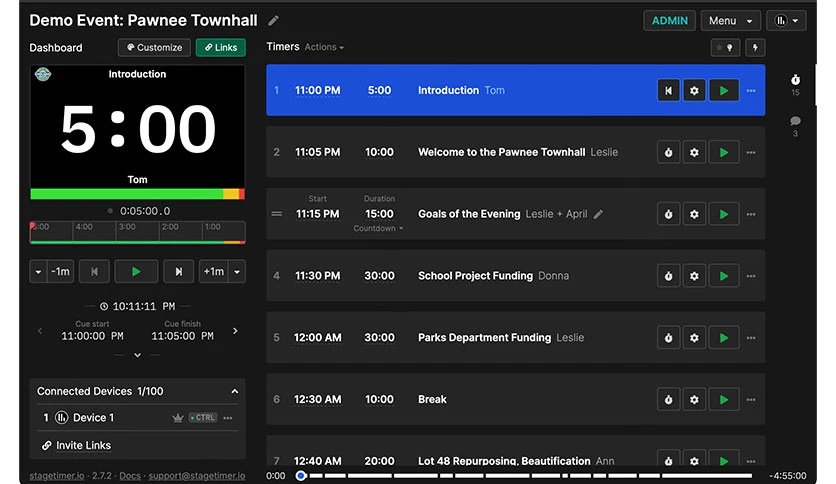 Demo Event: Pawnee Townhall
ADMIN
Menu
Dashboard
Customize
Links
Timers Actions
Introduction
5:00
Tom
0:05:00.0
5:00 4:00 3:00 2:00 1:00
-1m
+1m
10:11:11 PM
Cue start
Cue finish
11:00:00 PM
11:05:00 PM
Connected Devices 1/100
1 Device 1 CTRL
Invite Links
stagetimer.io · 2.7.2 · Docs · support@stagetimer.io
1 11:00 PM 5:00 Introduction Tom
2 11:05 PM 10:00 Welcome to the Pawnee Townhall Leslie
Start Duration
11:15 PM 15:00 Goals of the Evening Leslie + April
Countdown
4 11:30 PM 30:00 School Project Funding Donna
5 12:00 AM 30:00 Parks Department Funding Leslie
6 12:30 AM 10:00 Break
7 12:40 AM 20:00 Lot 48 Repurposing, Beautification Ann
0:00
-4:55:00
15
3